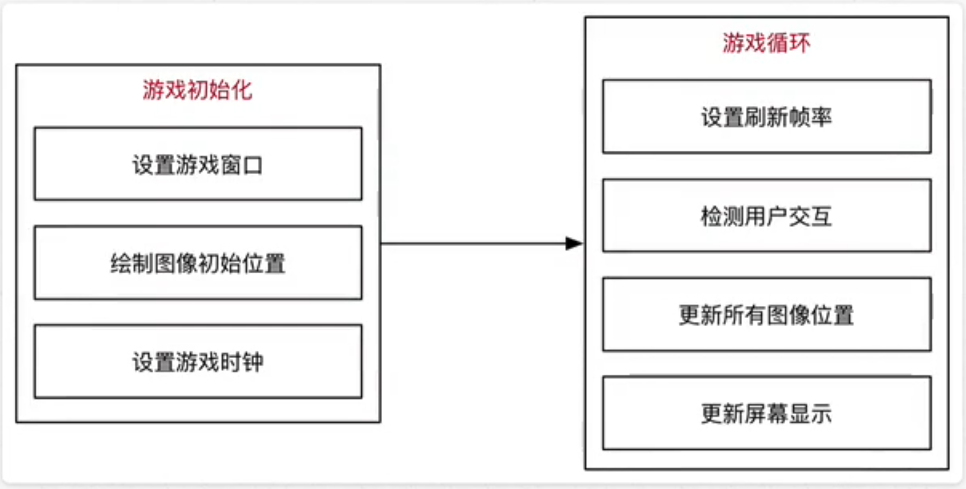 游戏初始化
设置游戏窗口
绘制图像初始位置
设置游戏时钟
游戏循环
设置刷新帧率
检测用户交互
更新所有图像位置
更新屏幕显示